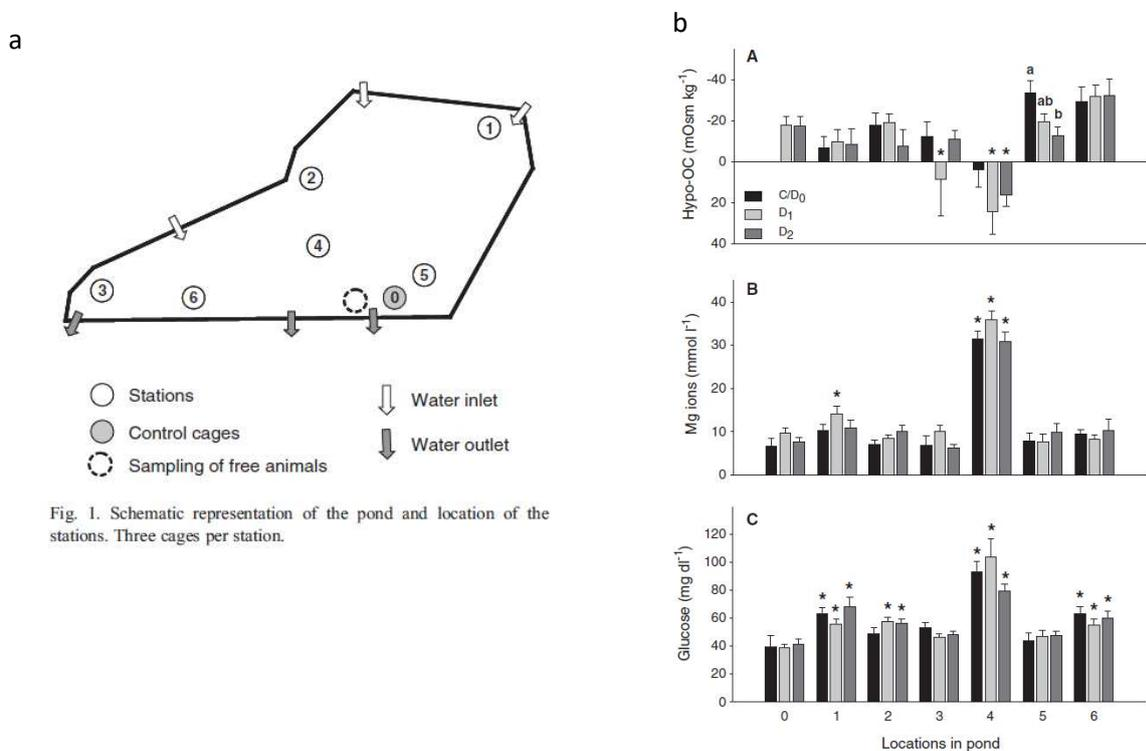 a
1
2
4
5
3
6
0
Stations
Control cages
Sampling of free animals
Water inlet
Water outlet
Fig. 1. Schematic representation of the pond and location of the
stations. Three cages per station.
b
A
Hypo-OC (mOsm kg-1)
-40
-20
0
20
40
a
ab
b
*
* *
C/D0
D1
D2
B
Mg ions (mmol l-1)
40
30
20
10
0
*
* * *
C
Glucose (mg dl-1)
120
100
80
60
40
20
0
* * *
* *
* * *
* * *
0 1 2 3 4 5 6
Locations in pond